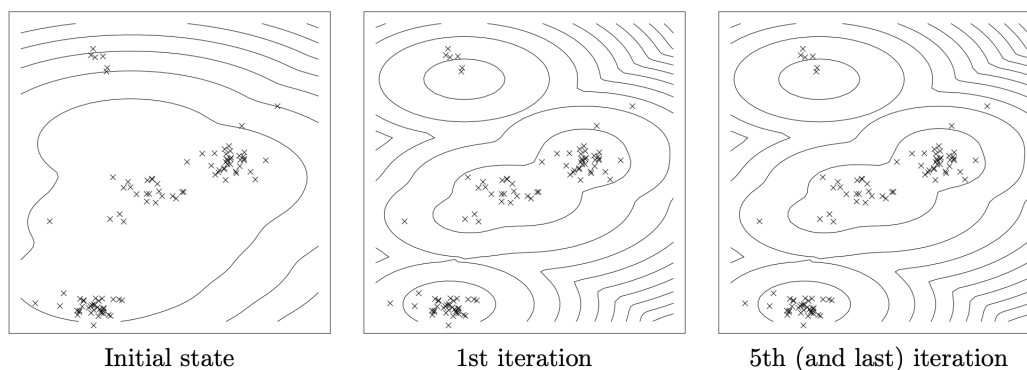 Initial state
1st iteration
5th (and last) iteration